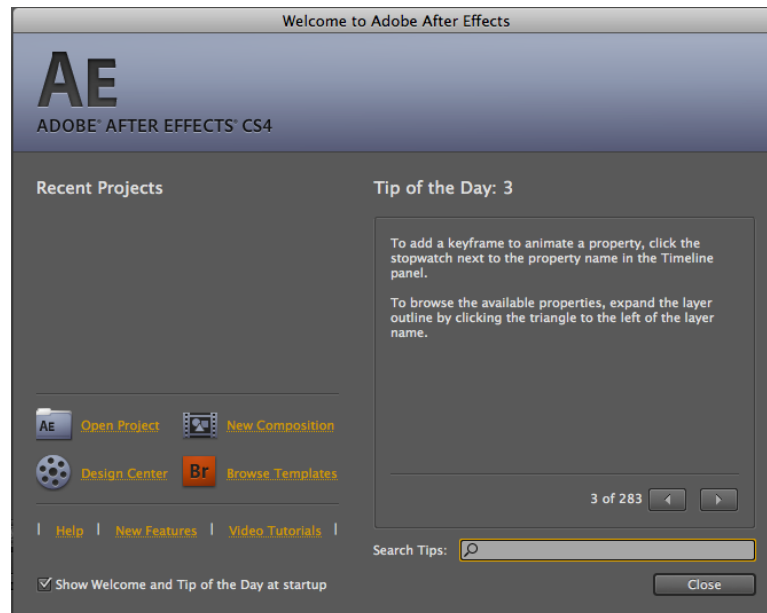 Welcome to Adobe After Effects
AE
ADOBE® AFTER EFFECTS® CS4
Recent Projects
Tip of the Day: 3
To add a keyframe to animate a property, click the
stopwatch next to the property name in the Timeline
panel.
To browse the available properties, expand the layer
outline by clicking the triangle to the left of the layer
name.
AE Open Project
New Composition
Design Center
Br Browse Templates
3 of 283
| Help | New Features | Video Tutorials |
Search Tips:
Show Welcome and Tip of the Day at startup
Close